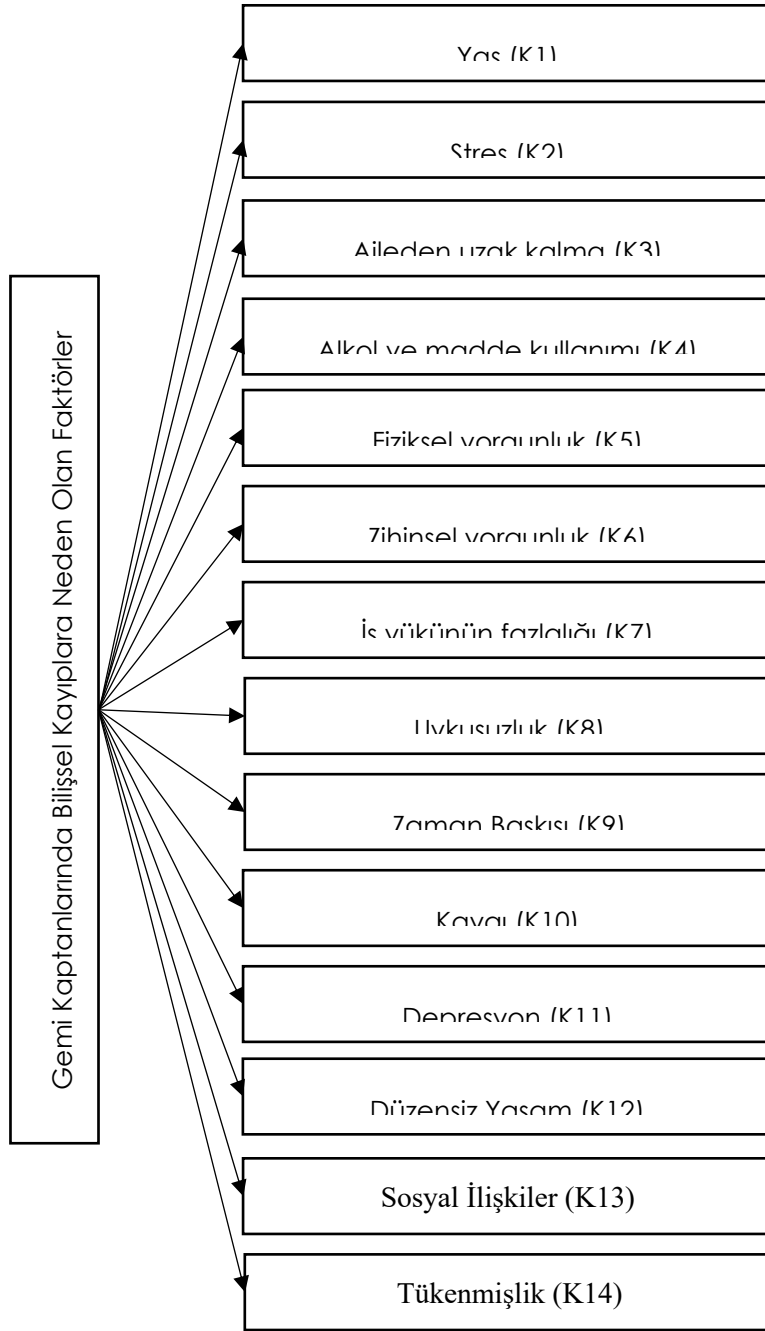 Gemi Kaptanlarında Bilişsel Kayıplara Neden Olan Faktörler
Yaş (K1)
Stres (K2)
Aileden uzak kalma (K3)
Alkol ve madde kullanımı (K4)
Fiziksel yorgunluk (K5)
Zihinsel yorgunluk (K6)
İş yükünün fazlalığı (K7)
Uykusuzluk (K8)
Zaman Baskısı (K9)
Kaygı (K10)
Depresyon (K11)
Düzensiz Yaşam (K12)
Sosyal İlişkiler (K13)
Tükenmişlik (K14)